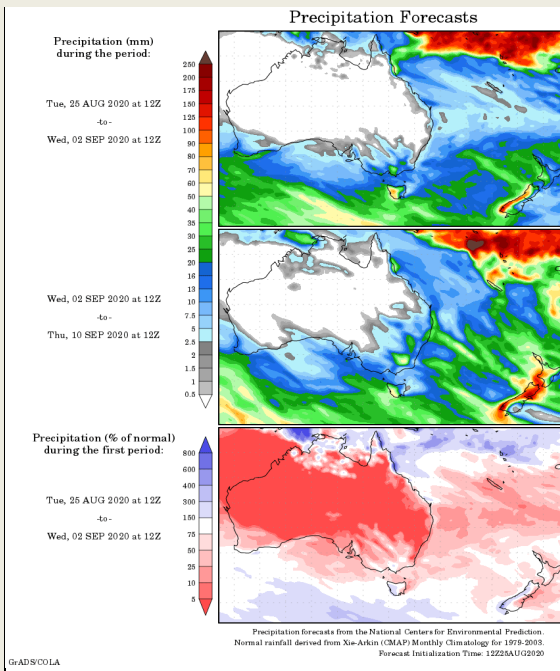 Precipitation Forecasts
Precipitation (mm)
during the period:
Tue, 25 AUG 2020 at 12Z
-to-
Wed, 02 SEP 2020 at 12Z
250
200
175
150
125
100
90
80
70
60
50
45
40
35
30
25
20
16
13
10
7.5
5
2.5
2
1.5
1
0.5
Wed, 02 SEP 2020 at 12Z
-to-
Thu, 10 SEP 2020 at 12Z
Precipitation (% of normal)
during the first period:
Tue, 25 AUG 2020 at 12Z
-to-
Wed, 02 SEP 2020 at 12Z
800
600
400
300
150
75
50
25
10
5
Precipitation forecasts from the National Centers for Environmental Prediction.
Normal rainfall derived from Xie-Arkin (CMAP) Monthly Climatology for 1979-2003.
Forecast Initialization Time: 12Z25AUG2020
GrADS/COLA